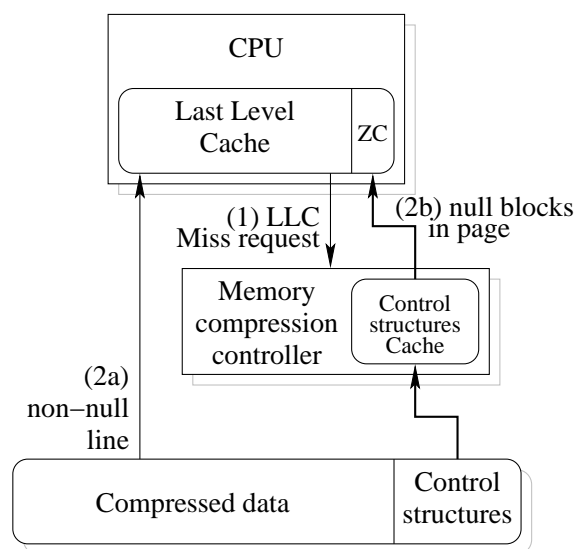 CPU
Last Level
Cache
ZC
(1) LLC
Miss request
(2b) null blocks
in page
Memory
compression
controller
Control
structures
Cache
(2a)
non−null
line
Compressed data
Control
structures